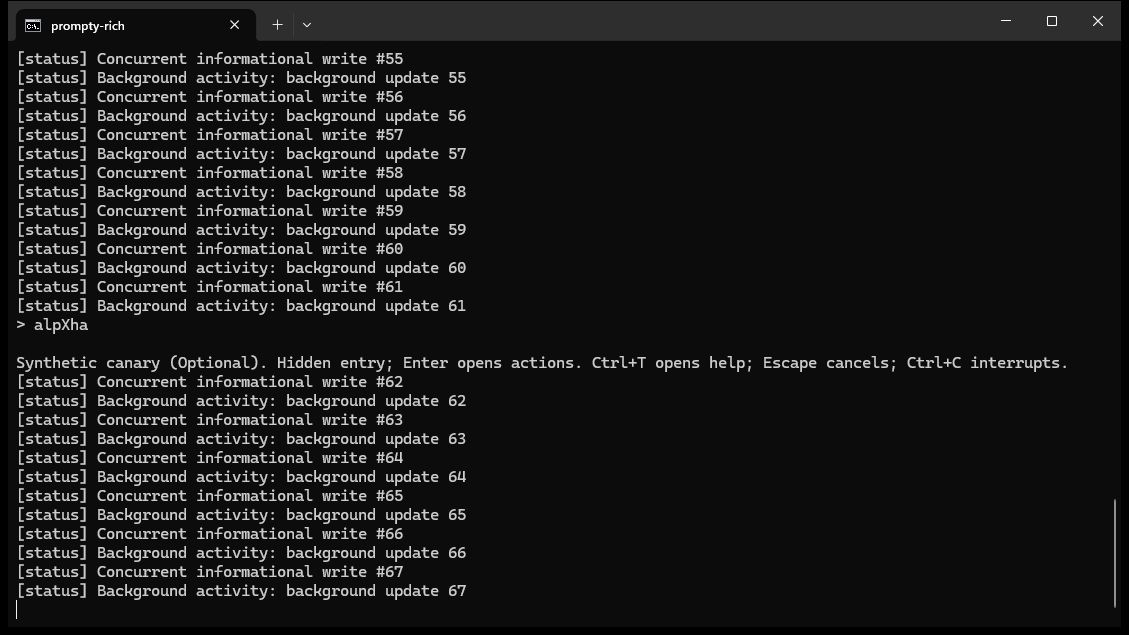 prompty-rich
[status] Concurrent informational write #55
[status] Background activity: background update 55
[status] Concurrent informational write #56
[status] Background activity: background update 56
[status] Concurrent informational write #57
[status] Background activity: background update 57
[status] Concurrent informational write #58
[status] Background activity: background update 58
[status] Concurrent informational write #59
[status] Background activity: background update 59
[status] Concurrent informational write #60
[status] Background activity: background update 60
[status] Concurrent informational write #61
[status] Background activity: background update 61
> alpXha
Synthetic canary (Optional). Hidden entry; Enter opens actions. Ctrl+T opens help; Escape cancels; Ctrl+C interrupts.
[status] Concurrent informational write #62
[status] Background activity: background update 62
[status] Concurrent informational write #63
[status] Background activity: background update 63
[status] Concurrent informational write #64
[status] Background activity: background update 64
[status] Concurrent informational write #65
[status] Background activity: background update 65
[status] Concurrent informational write #66
[status] Background activity: background update 66
[status] Concurrent informational write #67
[status] Background activity: background update 67